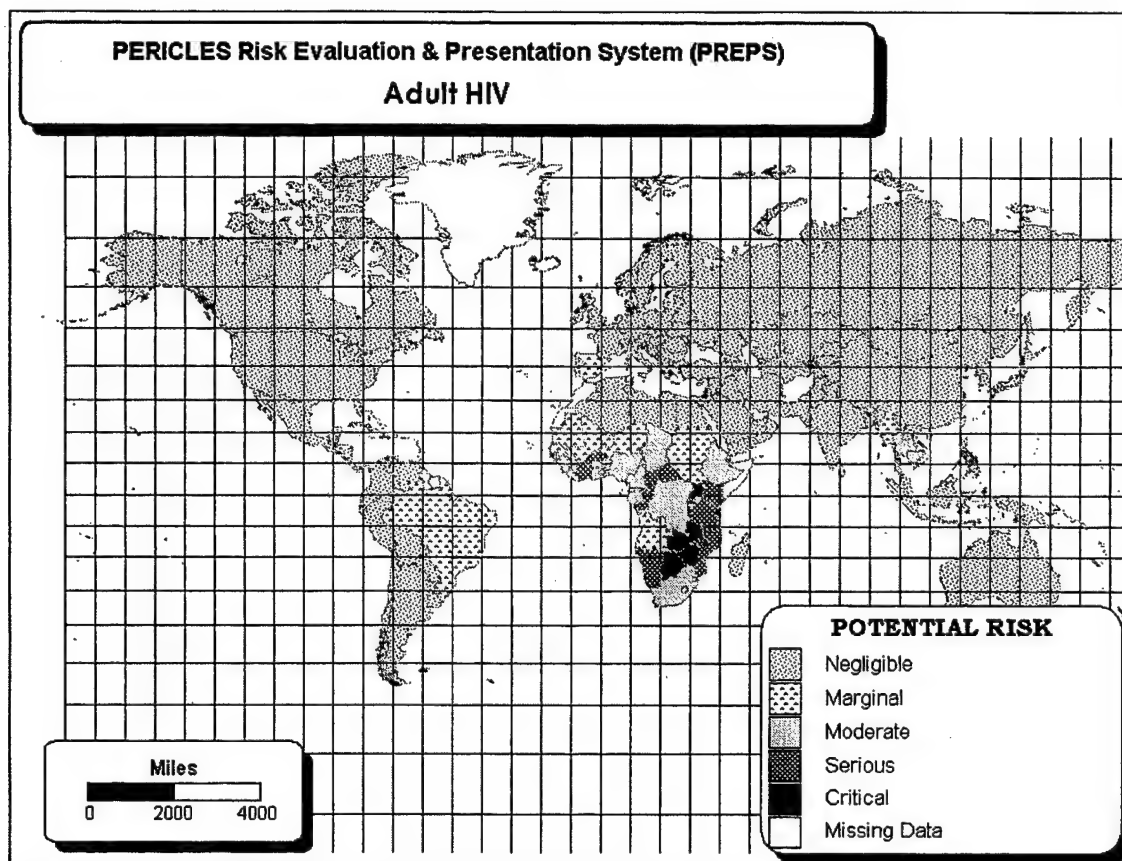 PERICLES Risk Evaluation & Presentation System (PREPS)
Adult HIV
POTENTIAL RISK
Negligible
Marginal
Moderate
Serious
Critical
Missing Data
Miles
0 2000 4000